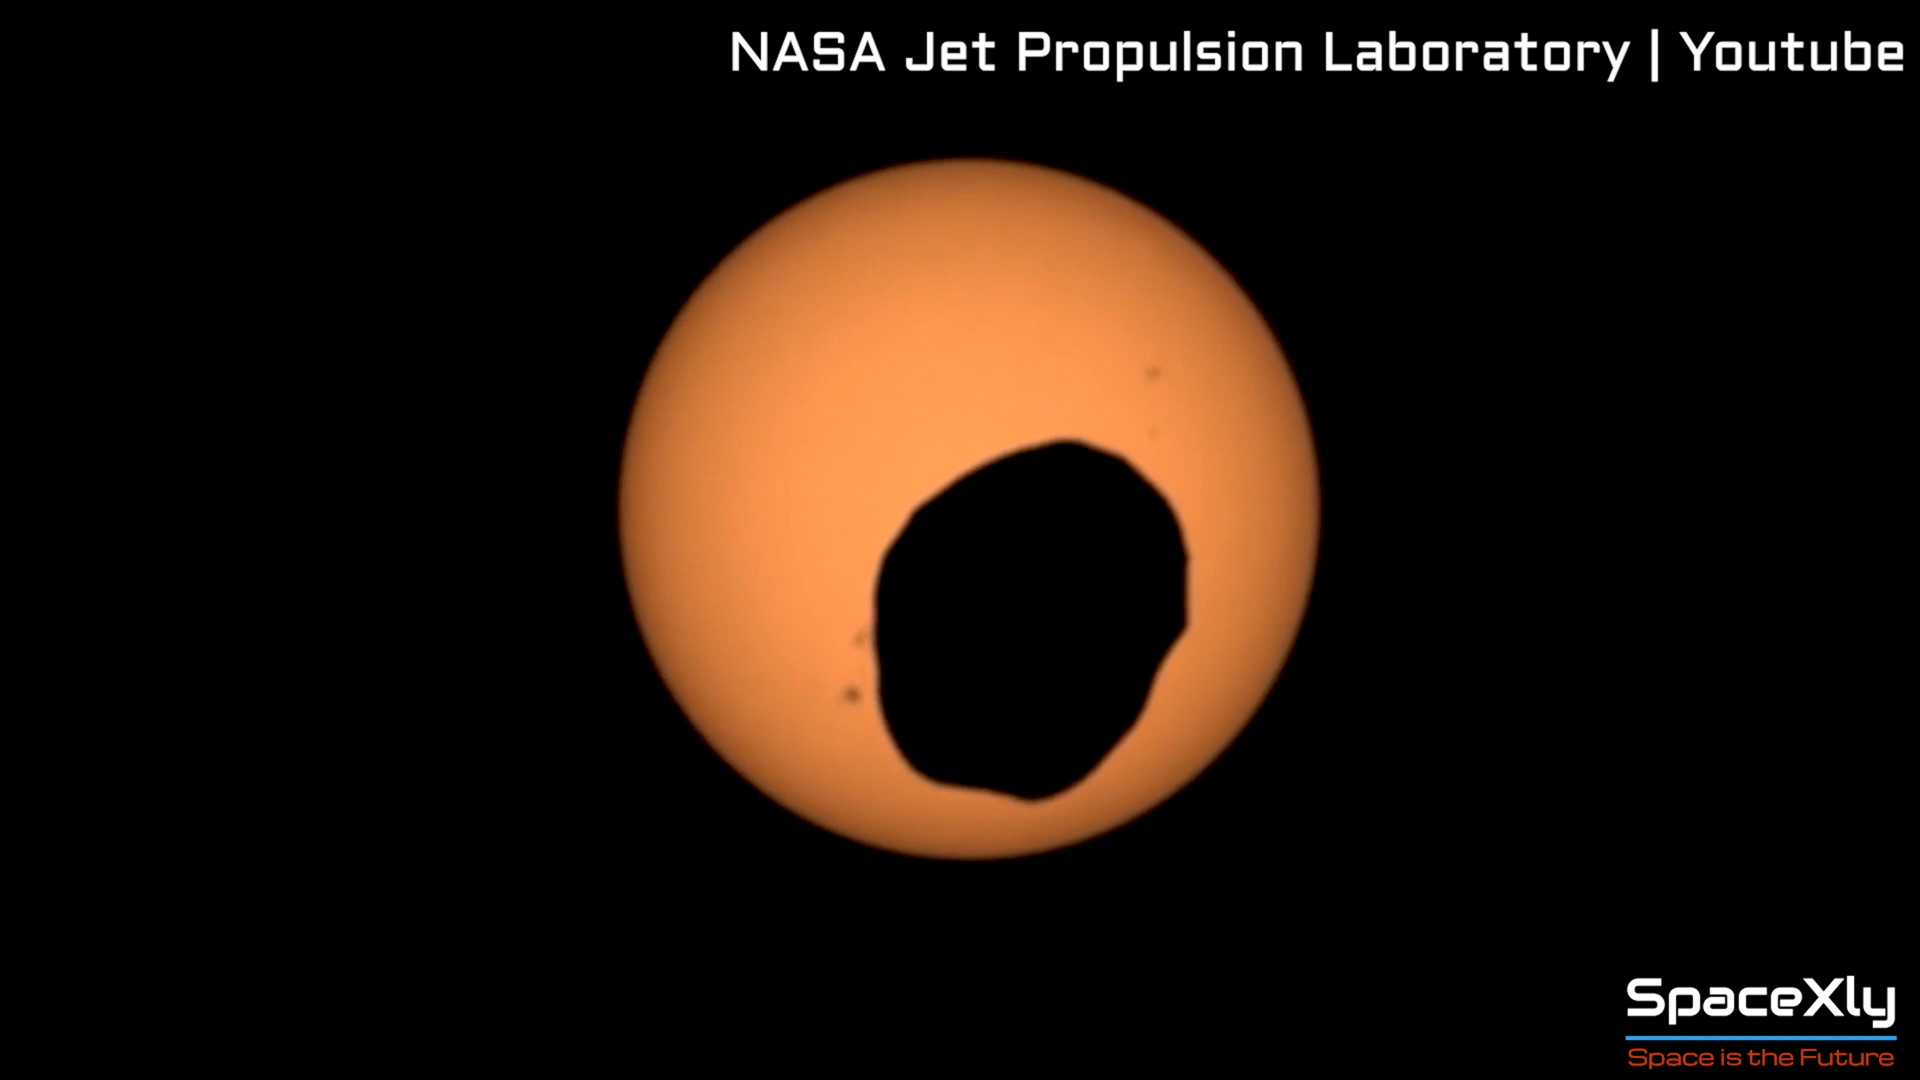 NASA Jet Propulsion Laboratory | Youtube
SpaceXly
Space is the Future